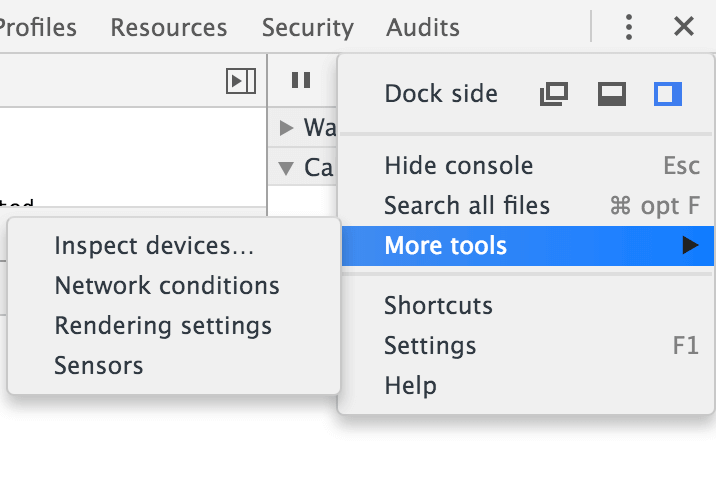 Profiles Resources Security Audits
Dock side
Wa
Ca
Hide console Esc
Search all files ⌘ opt F
More tools
Inspect devices...
Network conditions
Rendering settings
Sensors
Shortcuts
Settings F1
Help